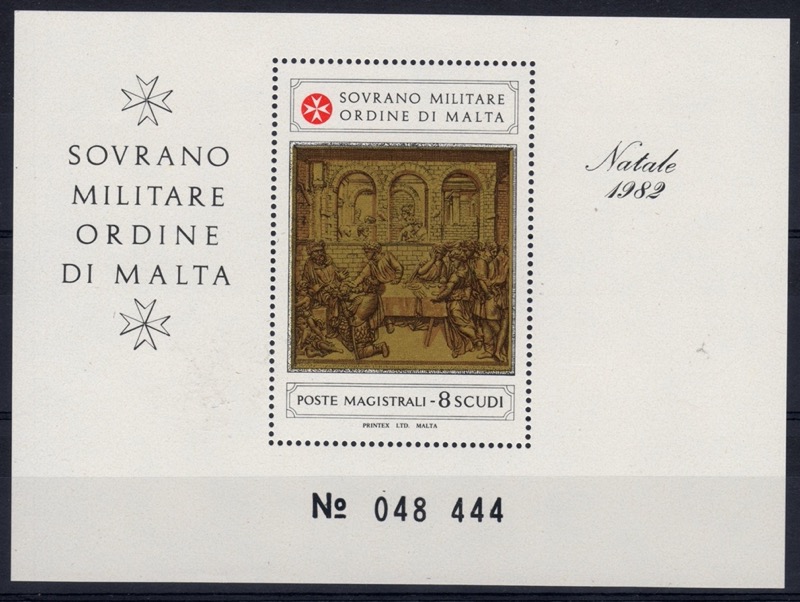 SOVRANO
MILITARE
ORDINE
DI MALTA
SOVRANO MILITARE
ORDINE DI MALTA
POSTE MAGISTRALI - 8 SCUDI
PRINTEX LTD. MALTA
Natale
1982
№ 048 444